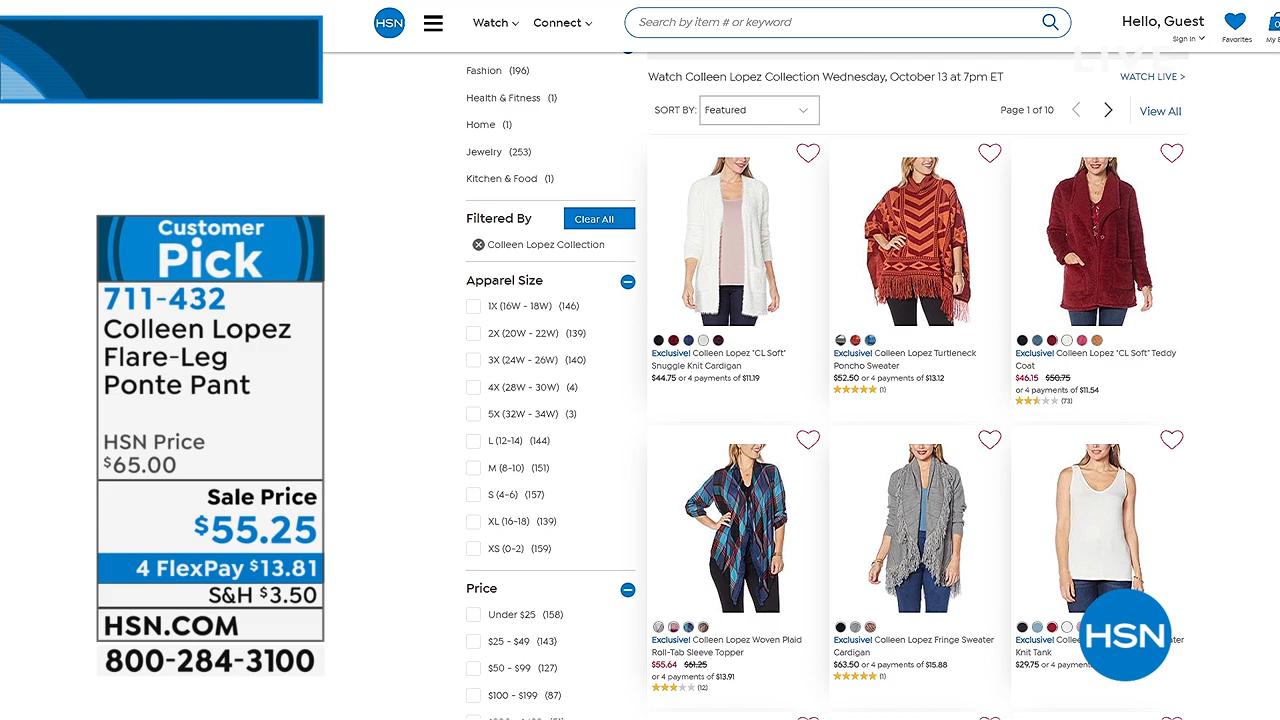 HSN
Watch
Connect
Search by item # or keyword
Hello, Guest
Sign In
Favorites
My
LIVE
Fashion (196)
Health & Fitness (1)
Home (1)
Jewelry (253)
Kitchen & Food (1)
Filtered By
Clear All
Colleen Lopez Collection
Apparel Size
1X (16W - 18W) (146)
2X (20W - 22W) (139)
3X (24W - 26W) (140)
4X (28W - 30W) (4)
5X (32W - 34W) (3)
L (12-14) (144)
M (8-10) (151)
S (4-6) (157)
XL (16-18) (139)
XS (0-2) (159)
Price
Under $25 (158)
$25 - $49 (143)
$50 - $99 (127)
$100 - $199 (87)
Watch Colleen Lopez Collection Wednesday, October 13 at 7pm ET
WATCH LIVE >
SORT BY: Featured
Page 1 of 10
View All
Exclusive! Colleen Lopez "CL Soft"
Snuggle Knit Cardigan
$44.75 or 4 payments of $11.19
Exclusive! Colleen Lopez Turtleneck
Poncho Sweater
$52.50 or 4 payments of $13.12
(1)
Exclusive! Colleen Lopez "CL Soft" Teddy
Coat
$46.15 $50.75
or 4 payments of $11.54
(73)
Exclusive! Colleen Lopez Woven Plaid
Roll-Tab Sleeve Topper
$55.64 $61.25
or 4 payments of $13.91
(12)
Exclusive! Colleen Lopez Fringe Sweater
Cardigan
$63.50 or 4 payments of $15.88
(1)
Exclusive!
Knit Tank
$29.75 or 4
HSN
Customer
Pick
711-432
Colleen Lopez
Flare-Leg
Ponte Pant
HSN Price
$65.00
Sale Price
$55.25
4 FlexPay $13.81
S&H $3.50
HSN.COM
800-284-3100